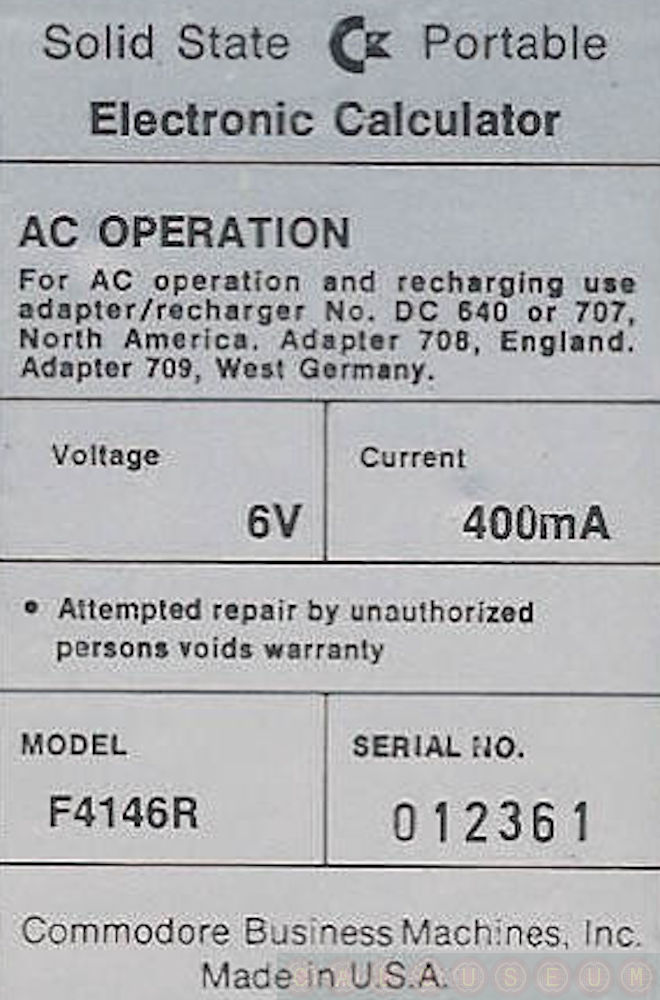 Solid State Portable
Electronic Calculator
AC OPERATION
For AC operation and recharging use
adapter/recharger No. DC 640 or 707,
North America. Adapter 708, England.
Adapter 709, West Germany.
Voltage
6V
Current
400mA
• Attempted repair by unauthorized
persons voids warranty
MODEL
F4146R
SERIAL NO.
012361
Commodore Business Machines, Inc.
Made in U.S.A.